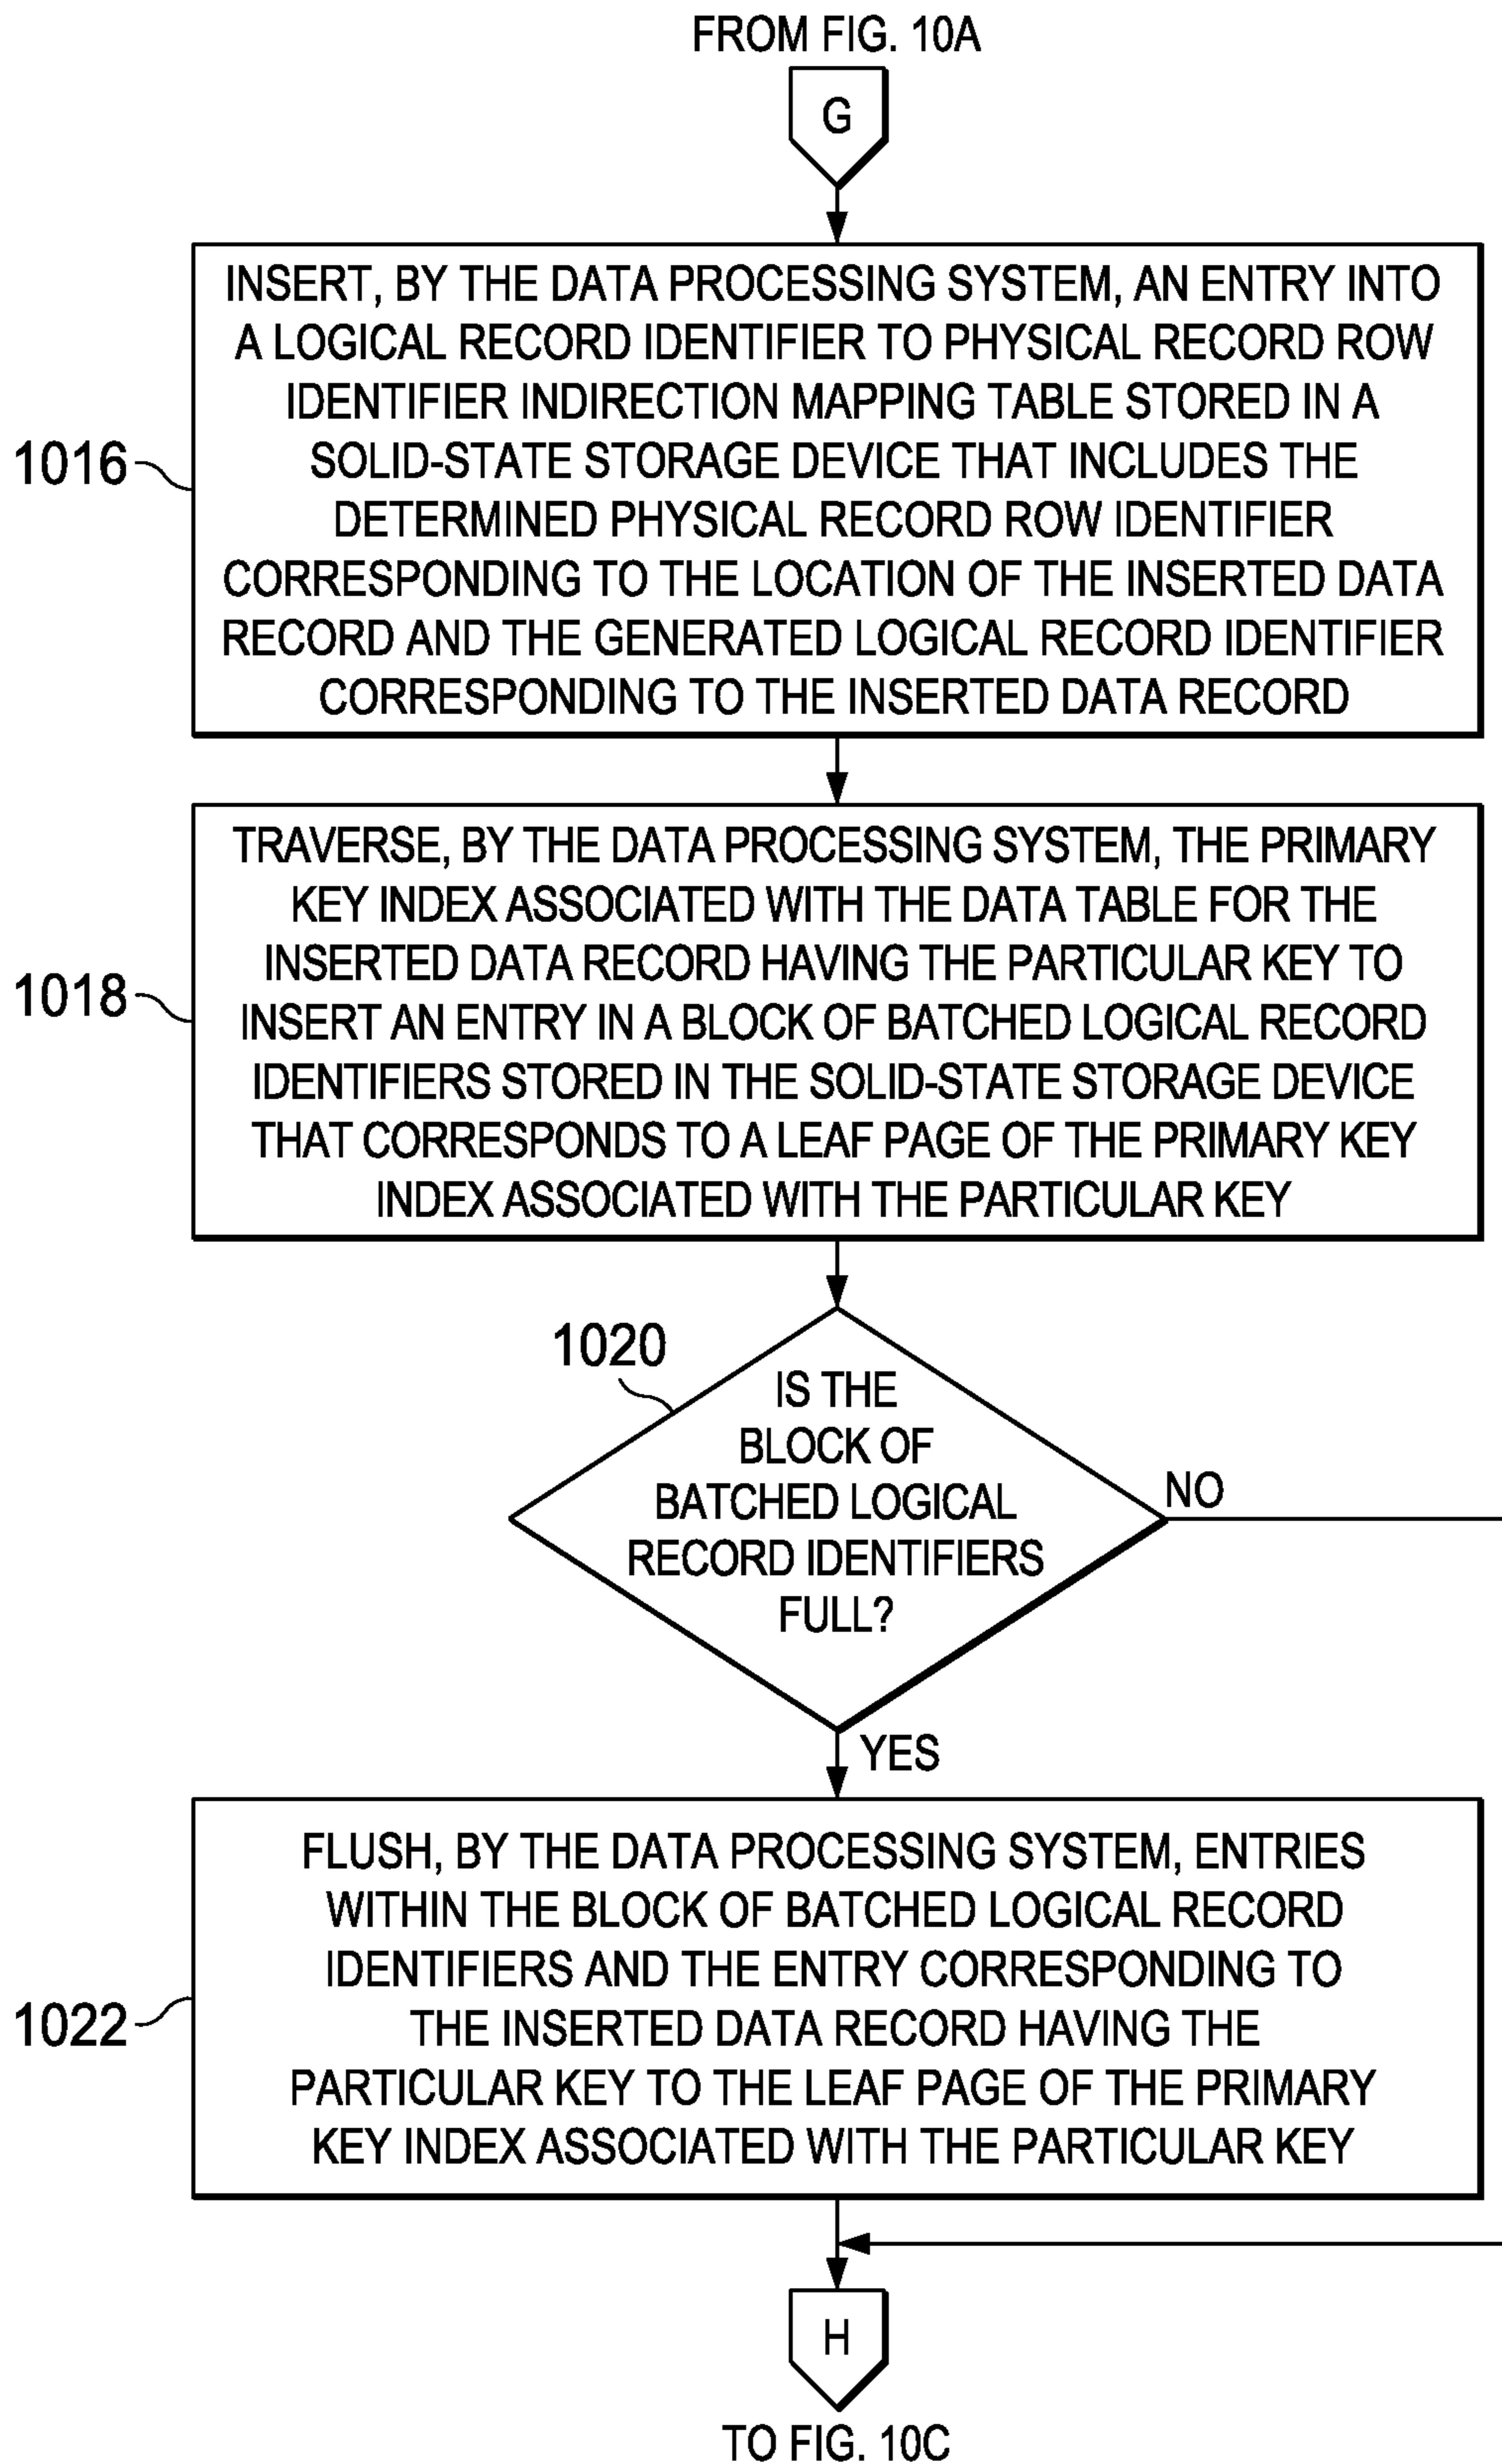 FROM FIG. 10A
G
INSERT, BY THE DATA PROCESSING SYSTEM, AN ENTRY INTO
A LOGICAL RECORD IDENTIFIER TO PHYSICAL RECORD ROW
IDENTIFIER INDIRECTION MAPPING TABLE STORED IN A
SOLID-STATE STORAGE DEVICE THAT INCLUDES THE
DETERMINED PHYSICAL RECORD ROW IDENTIFIER
CORRESPONDING TO THE LOCATION OF THE INSERTED DATA
RECORD AND THE GENERATED LOGICAL RECORD IDENTIFIER
CORRESPONDING TO THE INSERTED DATA RECORD
1016
TRAVERSE, BY THE DATA PROCESSING SYSTEM, THE PRIMARY
KEY INDEX ASSOCIATED WITH THE DATA TABLE FOR THE
INSERTED DATA RECORD HAVING THE PARTICULAR KEY TO
INSERT AN ENTRY IN A BLOCK OF BATCHED LOGICAL RECORD
IDENTIFIERS STORED IN THE SOLID-STATE STORAGE DEVICE
THAT CORRESPONDS TO A LEAF PAGE OF THE PRIMARY KEY
INDEX ASSOCIATED WITH THE PARTICULAR KEY
1018
1020
IS THE
BLOCK OF
BATCHED LOGICAL
RECORD IDENTIFIERS
FULL?
NO
YES
FLUSH, BY THE DATA PROCESSING SYSTEM, ENTRIES
WITHIN THE BLOCK OF BATCHED LOGICAL RECORD
IDENTIFIERS AND THE ENTRY CORRESPONDING TO
THE INSERTED DATA RECORD HAVING THE
PARTICULAR KEY TO THE LEAF PAGE OF THE PRIMARY
KEY INDEX ASSOCIATED WITH THE PARTICULAR KEY
1022
H
TO FIG. 10C